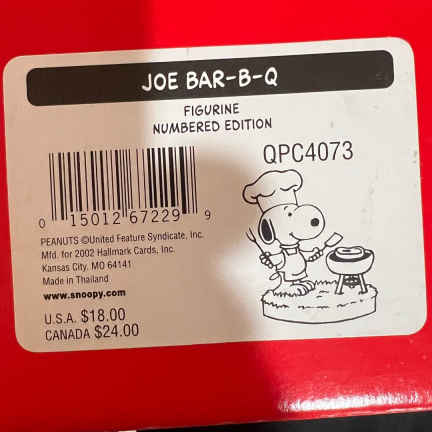 JOE BAR-B-Q
FIGURINE
NUMBERED EDITION
QPC4073
0 15012 67229 9
PEANUTS ©United Feature Syndicate, Inc.
Mfd. for 2002 Hallmark Cards, Inc.
Kansas City, MO 64141
Made in Thailand
www.snoopy.com
U.S.A. $18.00
CANADA $24.00